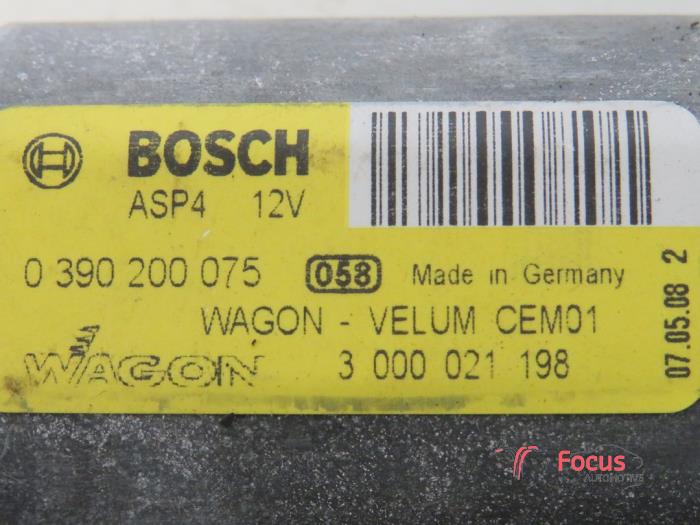 BOSCH
ASP4 12V
0 390 200 075 058 Made in Germany
WAGON - VELUM CEM01
WAGON 3 000 021 198
07.05.08 2
Focus
AUTOMOTIVE